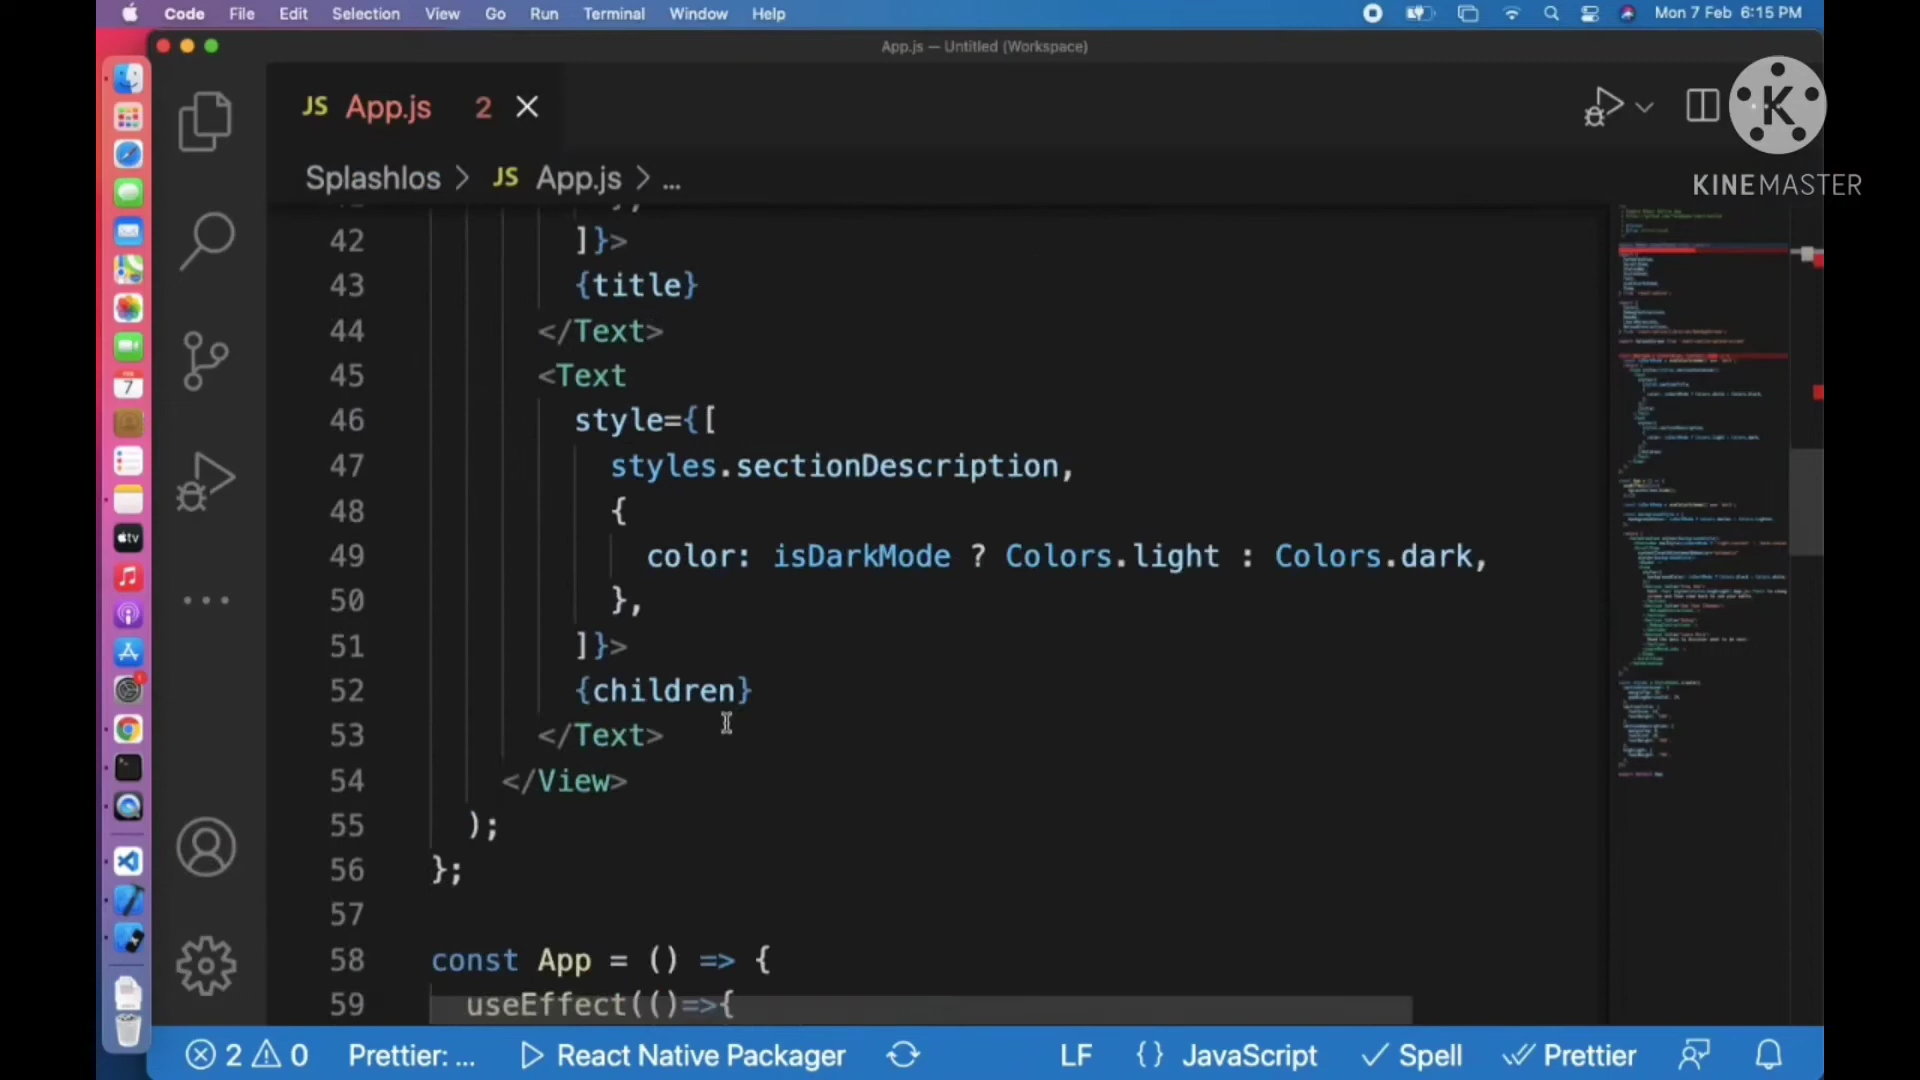 Code File Edit Selection View Go Run Terminal Window Help Mon 7 Feb 6:15 PM
App.js — Untitled (Workspace)
JS App.js 2
K
KINEMASTER
SplashIos > JS App.js > ...
42 ]}>
43 {title}
44 </Text>
45 <Text
46 style={[
47 styles.sectionDescription,
48 {
49 color: isDarkMode ? Colors.light : Colors.dark,
50 },
51 ]}>
52 {children}
53 </Text>
54 </View>
55 );
56 };
57
58 const App = () => {
59 useEffect(()=>{
2 0 Prettier: ... React Native Packager LF {} JavaScript Spell Prettier
tv
7